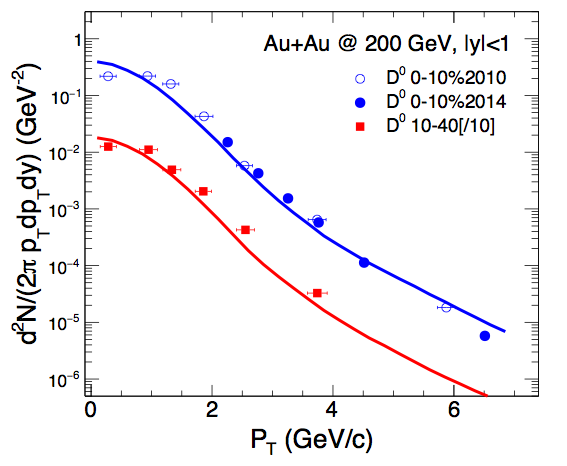 Au+Au @ 200 GeV, |y|<1
D⁰ 0-10%2010
D⁰ 0-10%2014
D⁰ 10-40[/10]
d²N/(2π p_T dp_T dy) (GeV⁻²)
1
10⁻¹
10⁻²
10⁻³
10⁻⁴
10⁻⁵
10⁻⁶
0 2 4 6
P_T (GeV/c)